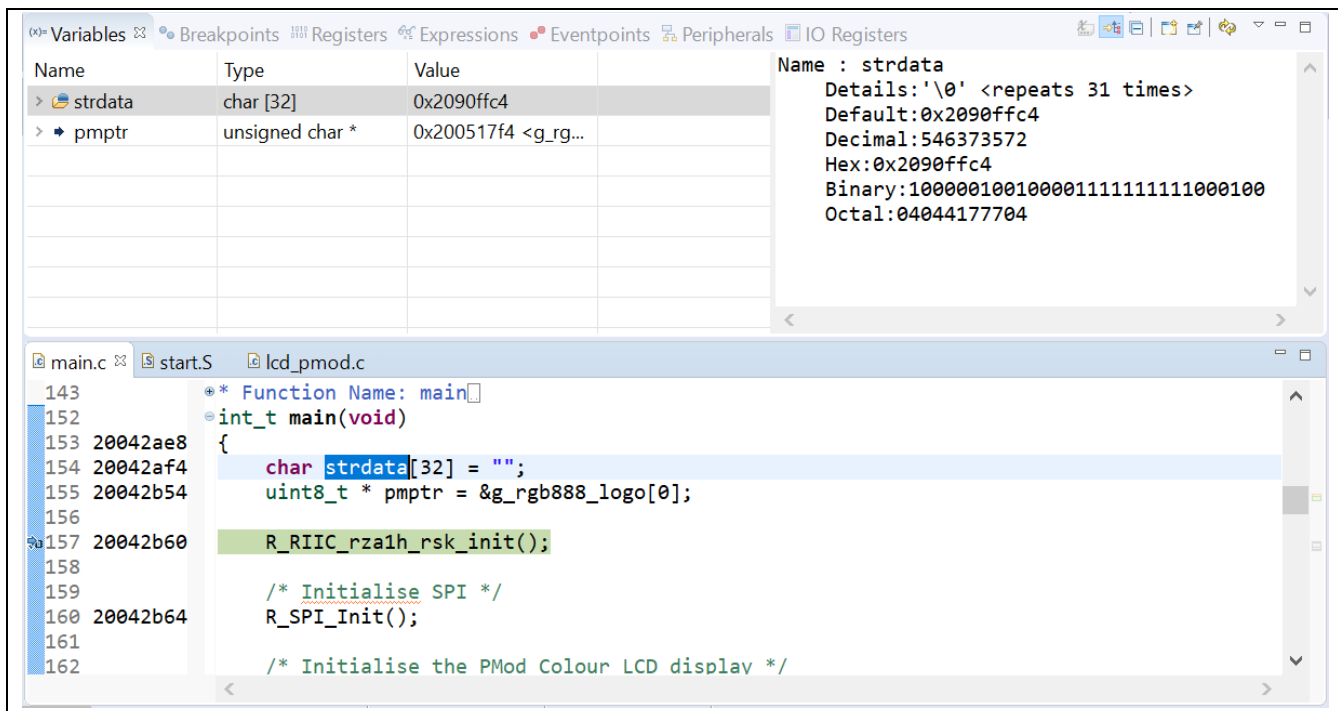 Variables Breakpoints Registers Expressions Eventpoints Peripherals IO Registers
Name Type Value
strdata char [32] 0x2090ffc4
pmptr unsigned char * 0x200517f4 <g_rg...
Name : strdata
Details:'\0' <repeats 31 times>
Default:0x2090ffc4
Decimal:546373572
Hex:0x2090ffc4
Binary:100000100100001111111111000100
Octal:04044177704
main.c start.S lcd_pmod.c
143 * Function Name: main
152 int_t main(void)
153 20042ae8 {
154 20042af4 char strdata[32] = "";
155 20042b54 uint8_t * pmptr = &g_rgb888_logo[0];
156
157 20042b60 R_RIIC_rza1h_rsk_init();
158
159 /* Initialise SPI */
160 20042b64 R_SPI_Init();
161
162 /* Initialise the PMod Colour LCD display */